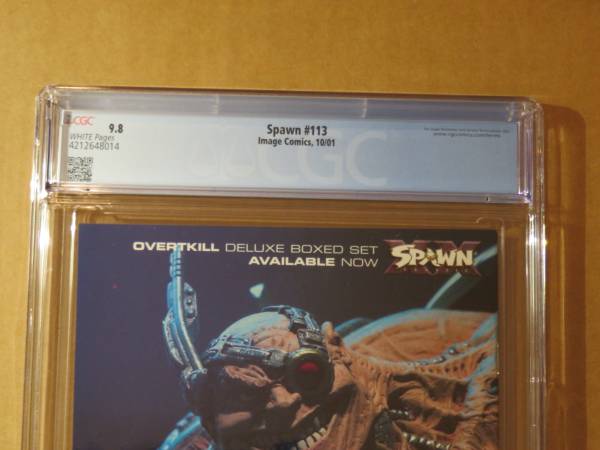 CGC
9.8
WHITE Pages
4212648014
Spawn #113
Image Comics, 10/01
CGC
OVERTKILL DELUXE BOXED SET
AVAILABLE NOW
SPAWN